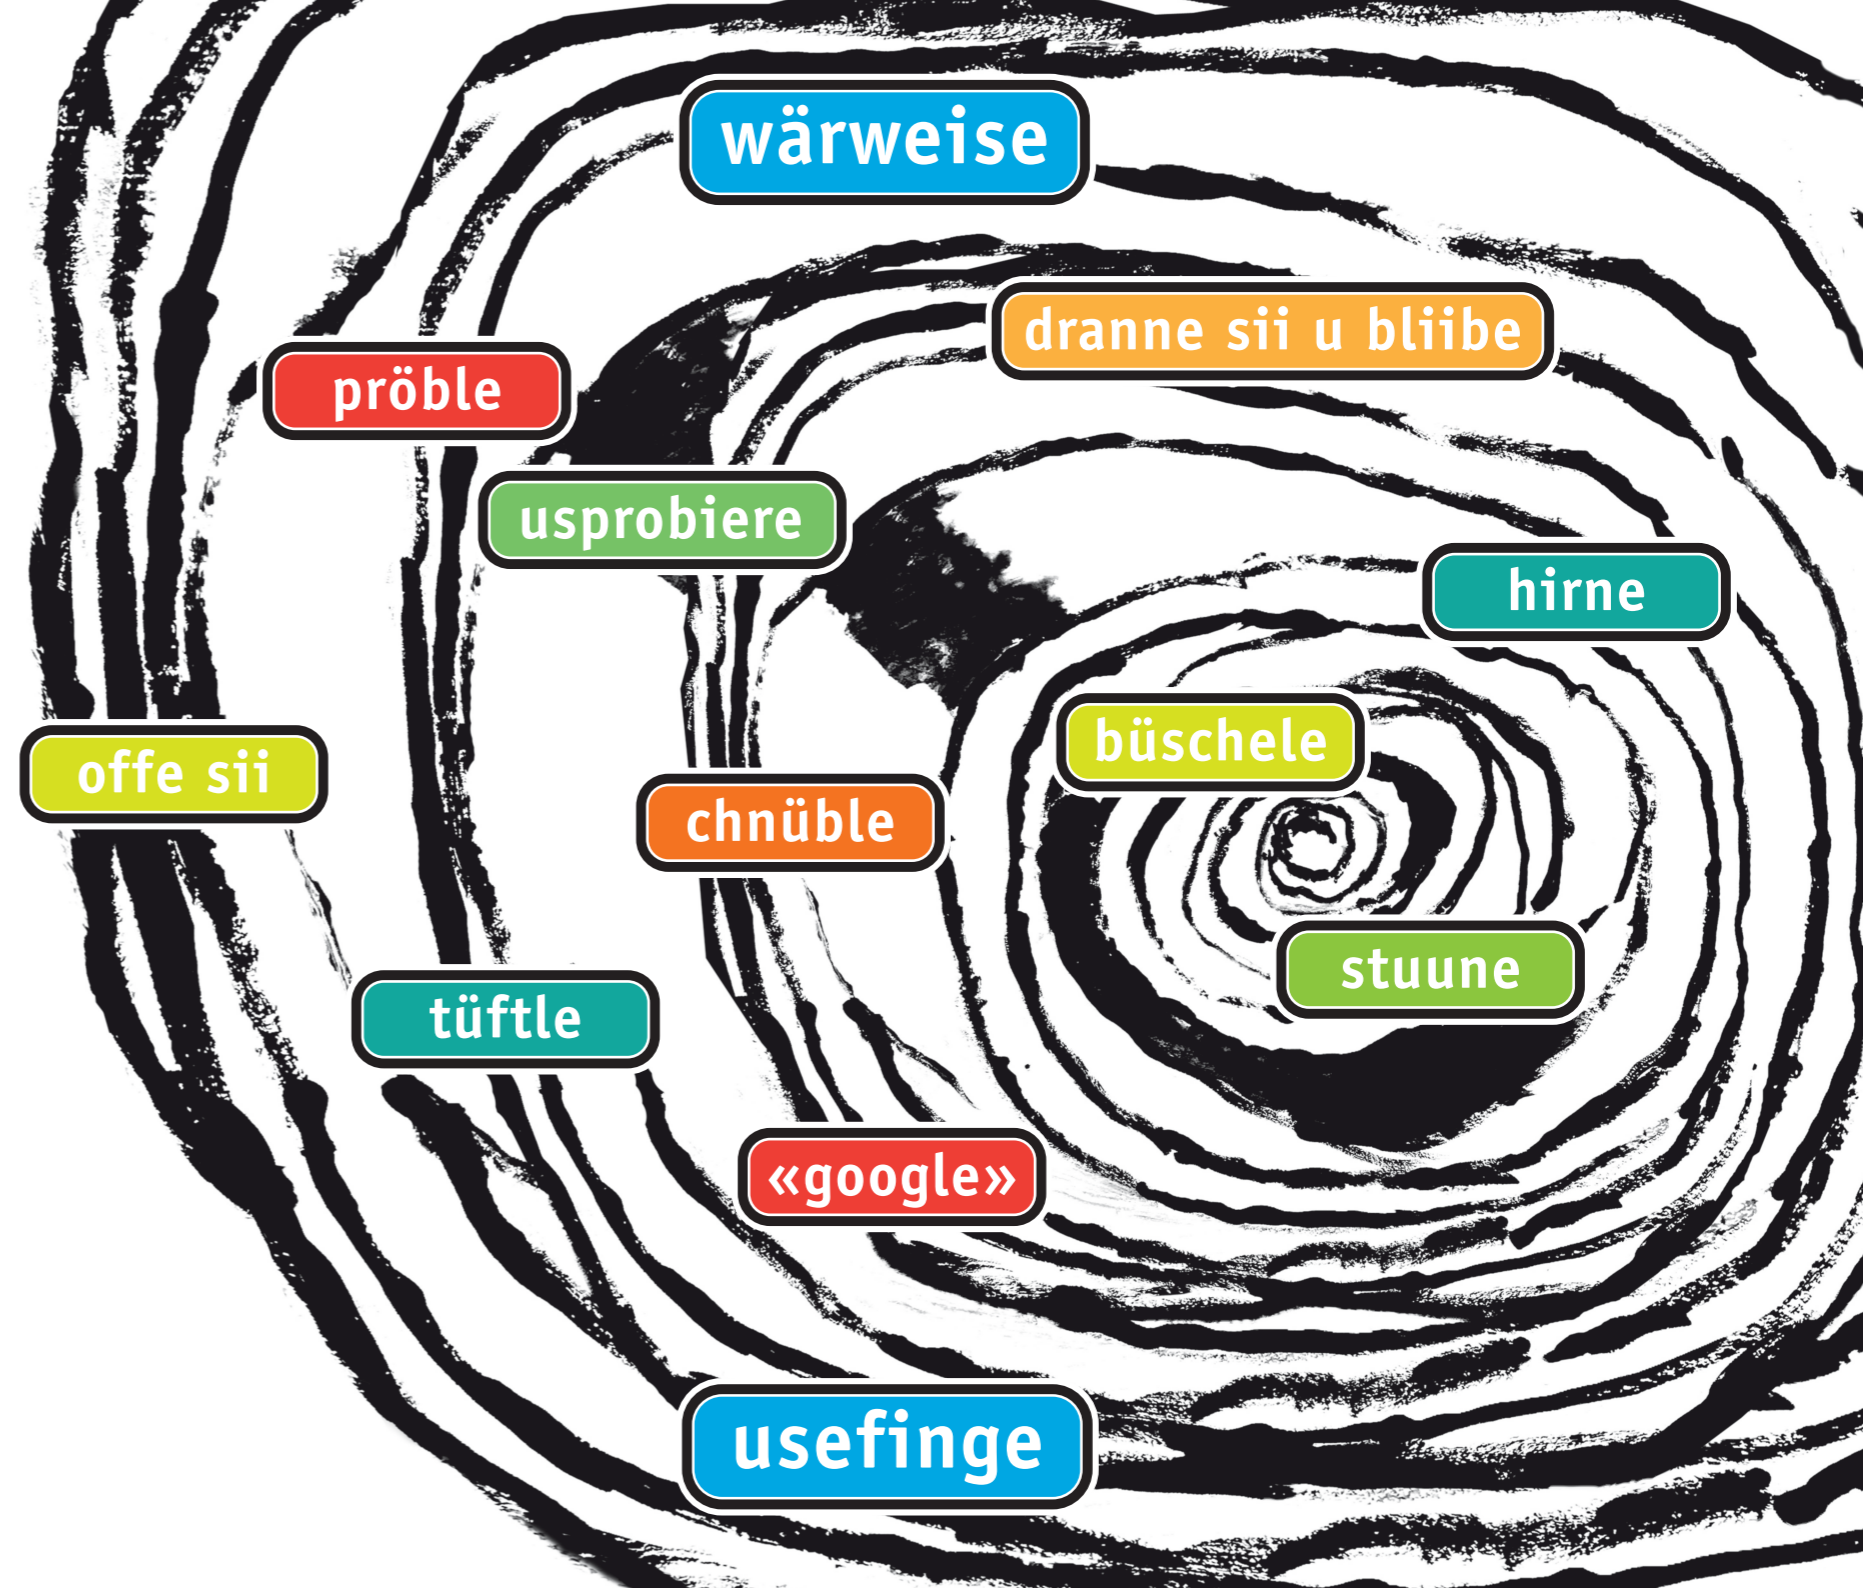 wärweise
dranne sii u bliibe
pröble
usprobiere
hirne
büschele
offe sii
chnüble
stuune
tüftle
«google»
usefinge